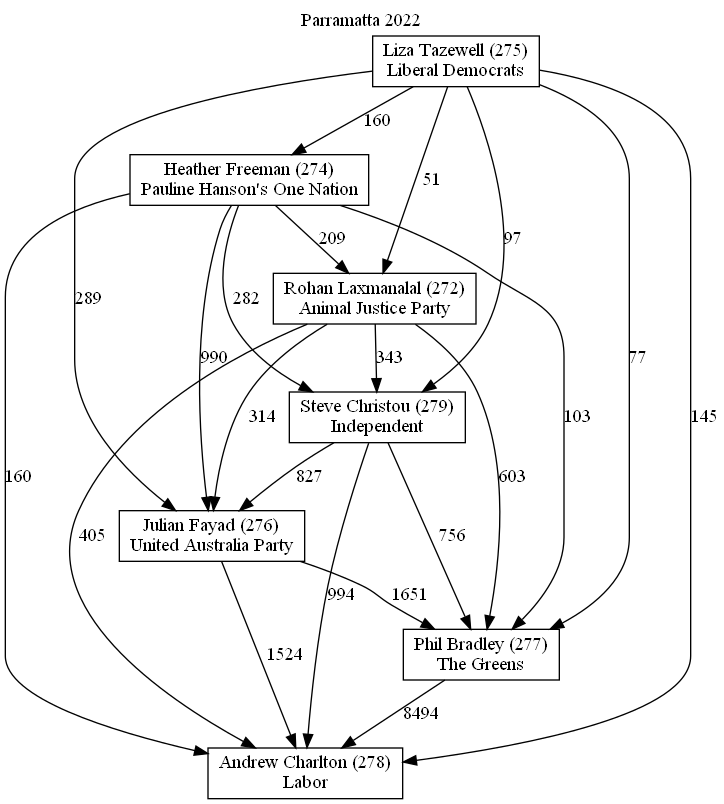 Parramatta 2022
Liza Tazewell (275)
Liberal Democrats
160
51
97
Heather Freeman (274)
Pauline Hanson's One Nation
209
Rohan Laxmanalal (272)
Animal Justice Party
289
282
990
343
77
314
Steve Christou (279)
Independent
103
145
160
827
603
Julian Fayad (276)
United Australia Party
405
756
994
1651
Phil Bradley (277)
The Greens
1524
8494
Andrew Charlton (278)
Labor